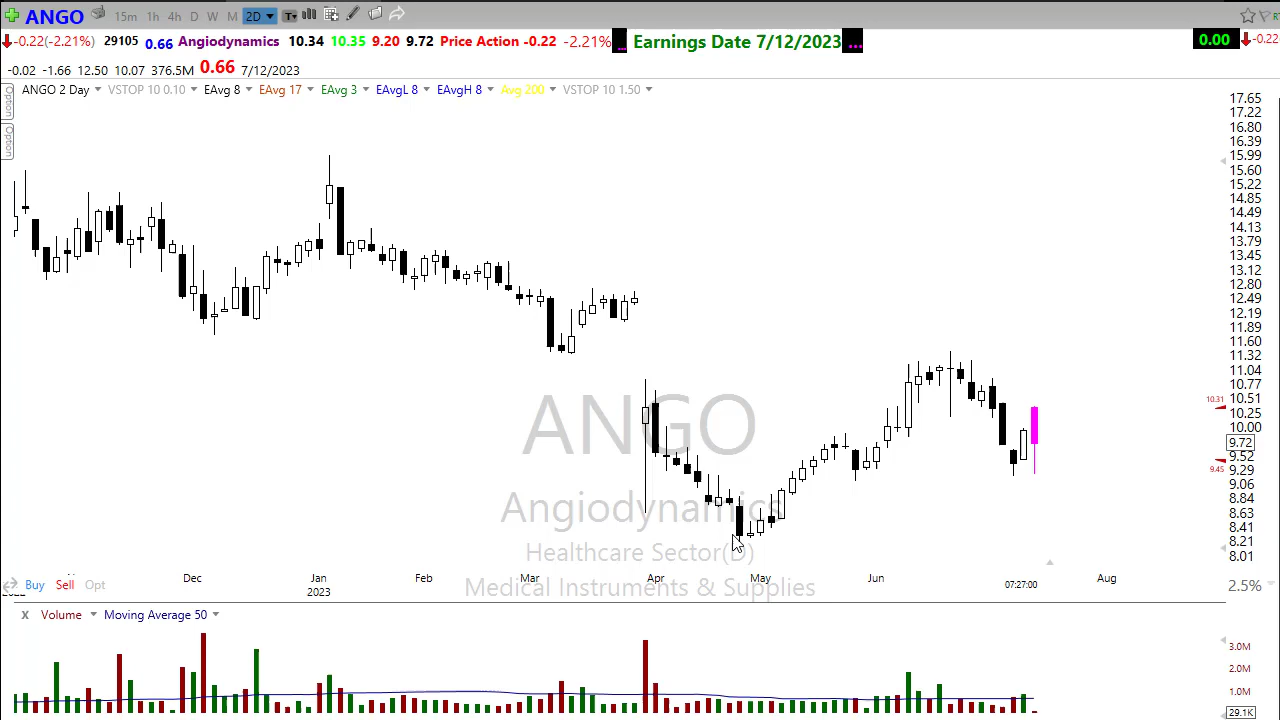 ANGO 15m 1h 4h D W M 2D T
-0.22(-2.21%) 29105 0.66 Angiodynamics 10.34 10.35 9.20 9.72 Price Action -0.22 -2.21% ... Earnings Date 7/12/2023 ... 0.00 -0.22
-0.02 -1.66 12.50 10.07 376.5M 0.66 7/12/2023
ANGO 2 Day VSTOP 10 0.10 EAvg 8 EAvg 17 EAvg 3 EAvgL 8 EAvgH 8 Avg 200 VSTOP 10 1.50
Option
Option
17.65
17.22
16.80
16.39
15.99
15.60
15.22
14.85
14.49
14.13
13.79
13.45
13.12
12.80
12.49
12.19
11.89
11.60
11.32
11.04
10.77
10.51
10.31
10.25
10.00
9.72
9.52
9.45
9.29
9.06
8.84
8.63
8.41
8.21
8.01
ANGO
Angiodynamics
Healthcare Sector(D)
Medical Instruments & Supplies
Dec Jan Feb Mar Apr May Jun 07:27:00 Aug
Buy Sell Opt 2.5%
2023
X Volume Moving Average 50
3.0M
2.0M
1.0M
29.1K